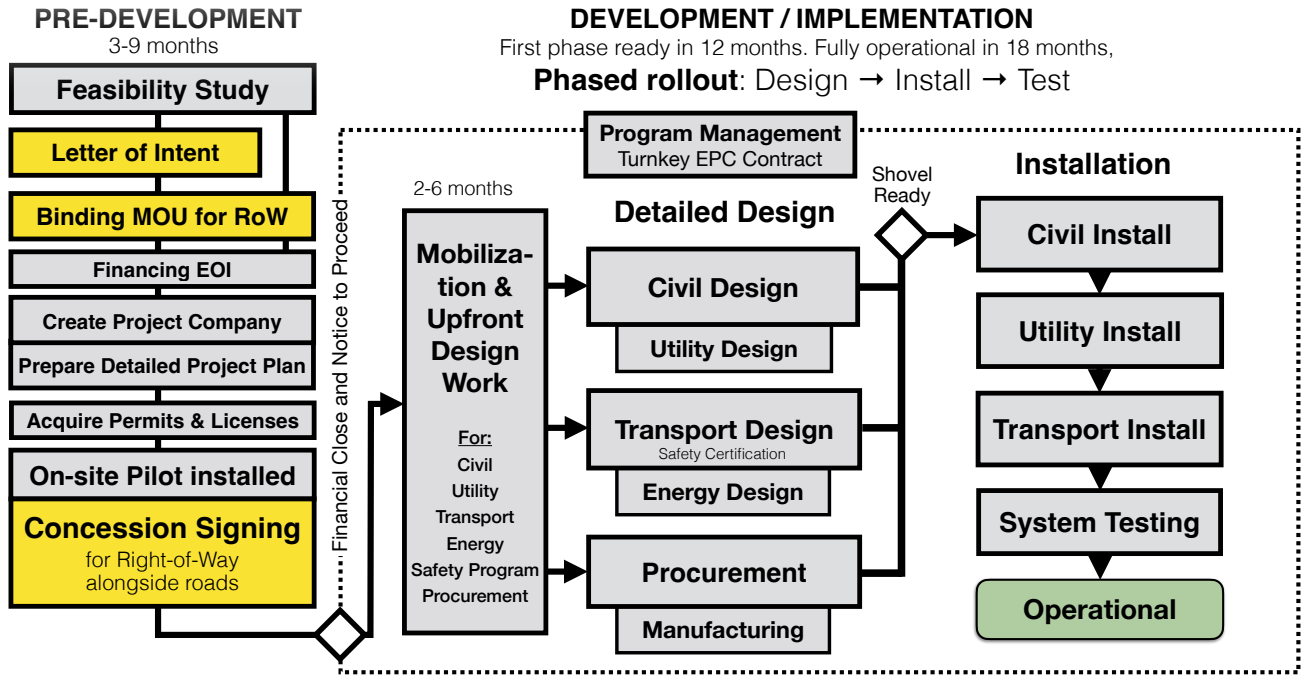 PRE-DEVELOPMENT
3-9 months
Feasibility Study
Letter of Intent
Binding MOU for RoW
Financing EOI
Create Project Company
Prepare Detailed Project Plan
Acquire Permits & Licenses
On-site Pilot installed
Concession Signing
for Right-of-Way
alongside roads
Financial Close and Notice to Proceed
DEVELOPMENT / IMPLEMENTATION
First phase ready in 12 months. Fully operational in 18 months,
Phased rollout: Design → Install → Test
Program Management
Turnkey EPC Contract
2-6 months
Mobiliza-
tion &
Upfront
Design
Work
For:
Civil
Utility
Transport
Energy
Safety Program
Procurement
Detailed Design
Civil Design
Utility Design
Transport Design
Safety Certification
Energy Design
Procurement
Manufacturing
Shovel
Ready
Installation
Civil Install
Utility Install
Transport Install
System Testing
Operational